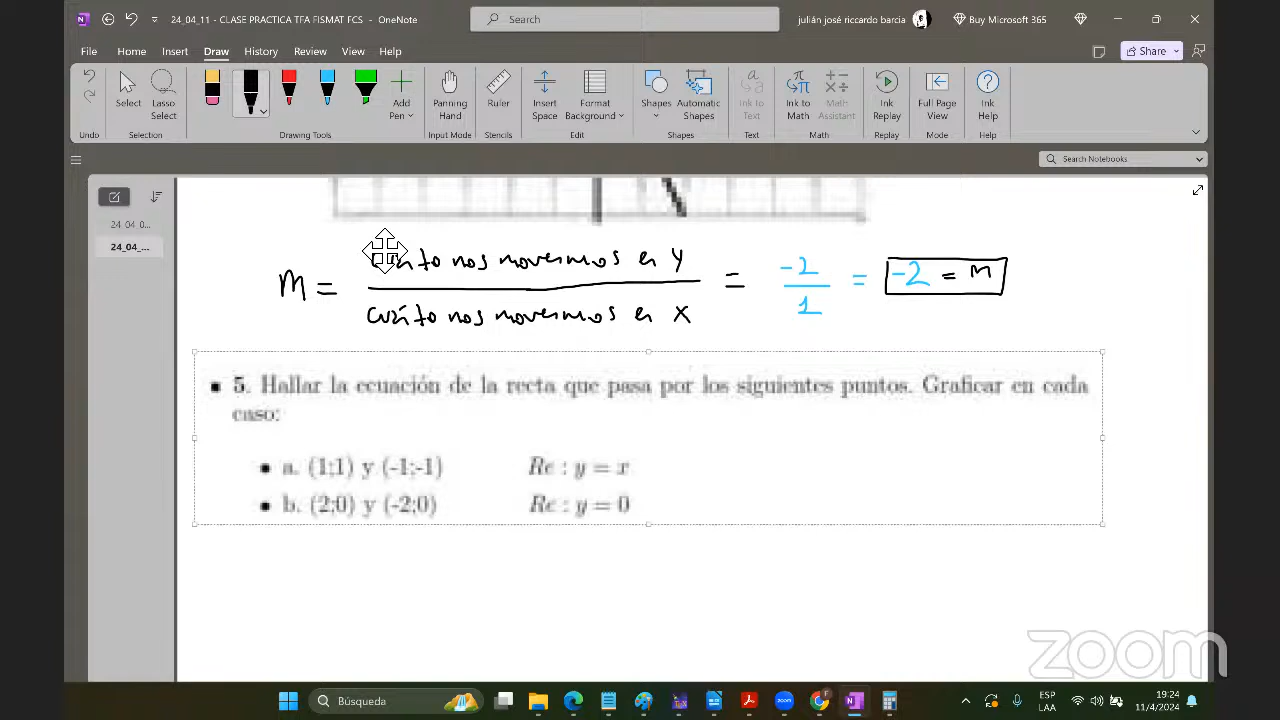 24_04_11 - CLASE PRACTICA TFA FISMAT FCS - OneNote
Search
julián josé riccardo barcia
Buy Microsoft 365
File Home Insert Draw History Review View Help
Share
Select
Lasso Select
Add Pen
Panning Hand
Ruler
Insert Space
Format Background
Shapes
Automatic Shapes
Ink to Text
Ink to Math
Math Assistant
Ink Replay
Full Page View
Ink Help
Undo Selection Drawing Tools Input Mode Stencils Edit Shapes Text Math Replay Mode Help
Search Notebooks
24_04_0...
24_04_...
m = cuánto nos movemos en y / cuánto nos movemos en x = -2 / 1 = -2 = m
5. Hallar la ecuación de la recta que pasa por los siguientes puntos. Graficar en cada
caso:
a. (1;1) y (-1;-1) Re : y = x
b. (2;0) y (-2;0) Re : y = 0
zoom
Búsqueda
ESP
LAA
19:24
11/4/2024